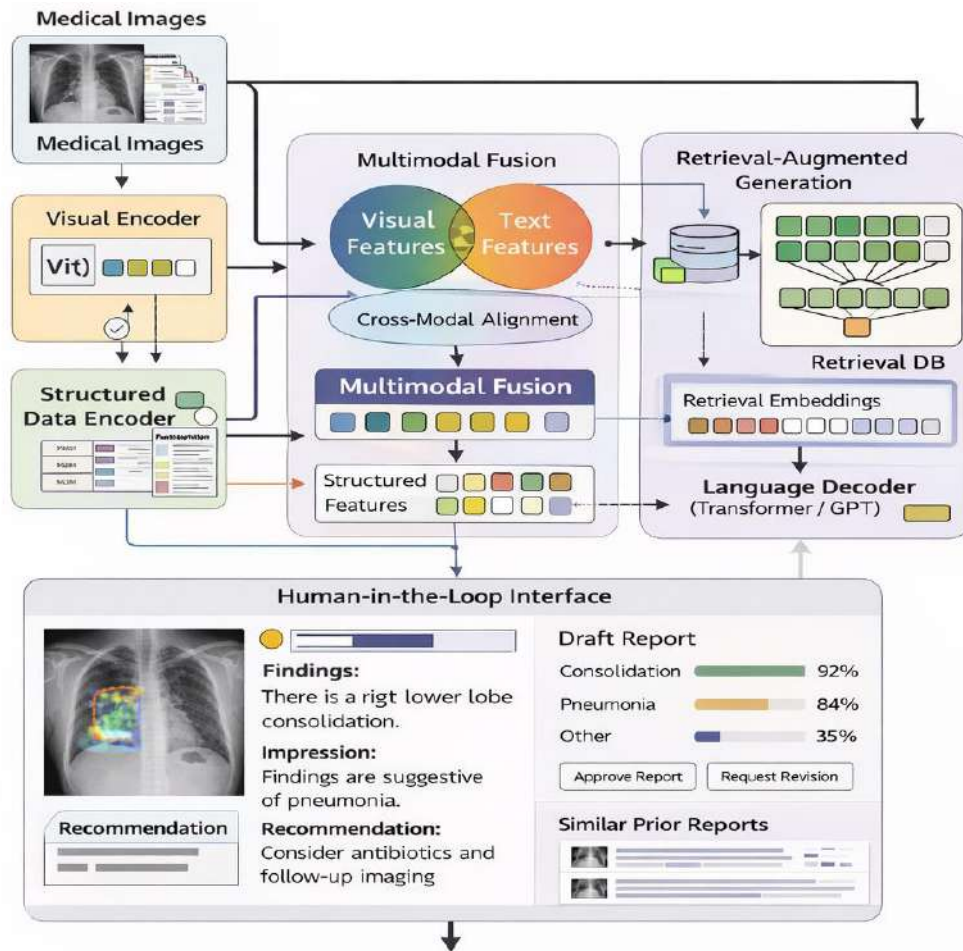 Medical Images
Medical Images
Visual Encoder
Vit)
Structured
Data Encoder
Multimodal Fusion
Visual
Features
Text
Features
Cross-Modal Alignment
Multimodal Fusion
Structured
Features
Retrieval-Augmented
Generation
Retrieval DB
Retrieval Embeddings
Language Decoder
(Transformer / GPT)
Human-in-the-Loop Interface
Recommendation
Findings:
There is a rigt lower lobe
consolidation.
Impression:
Findings are suggestive
of pneumonia.
Recommendation:
Consider antibiotics and
follow-up imaging
Draft Report
Consolidation 92%
Pneumonia 84%
Other 35%
Approve Report Request Revision
Similar Prior Reports